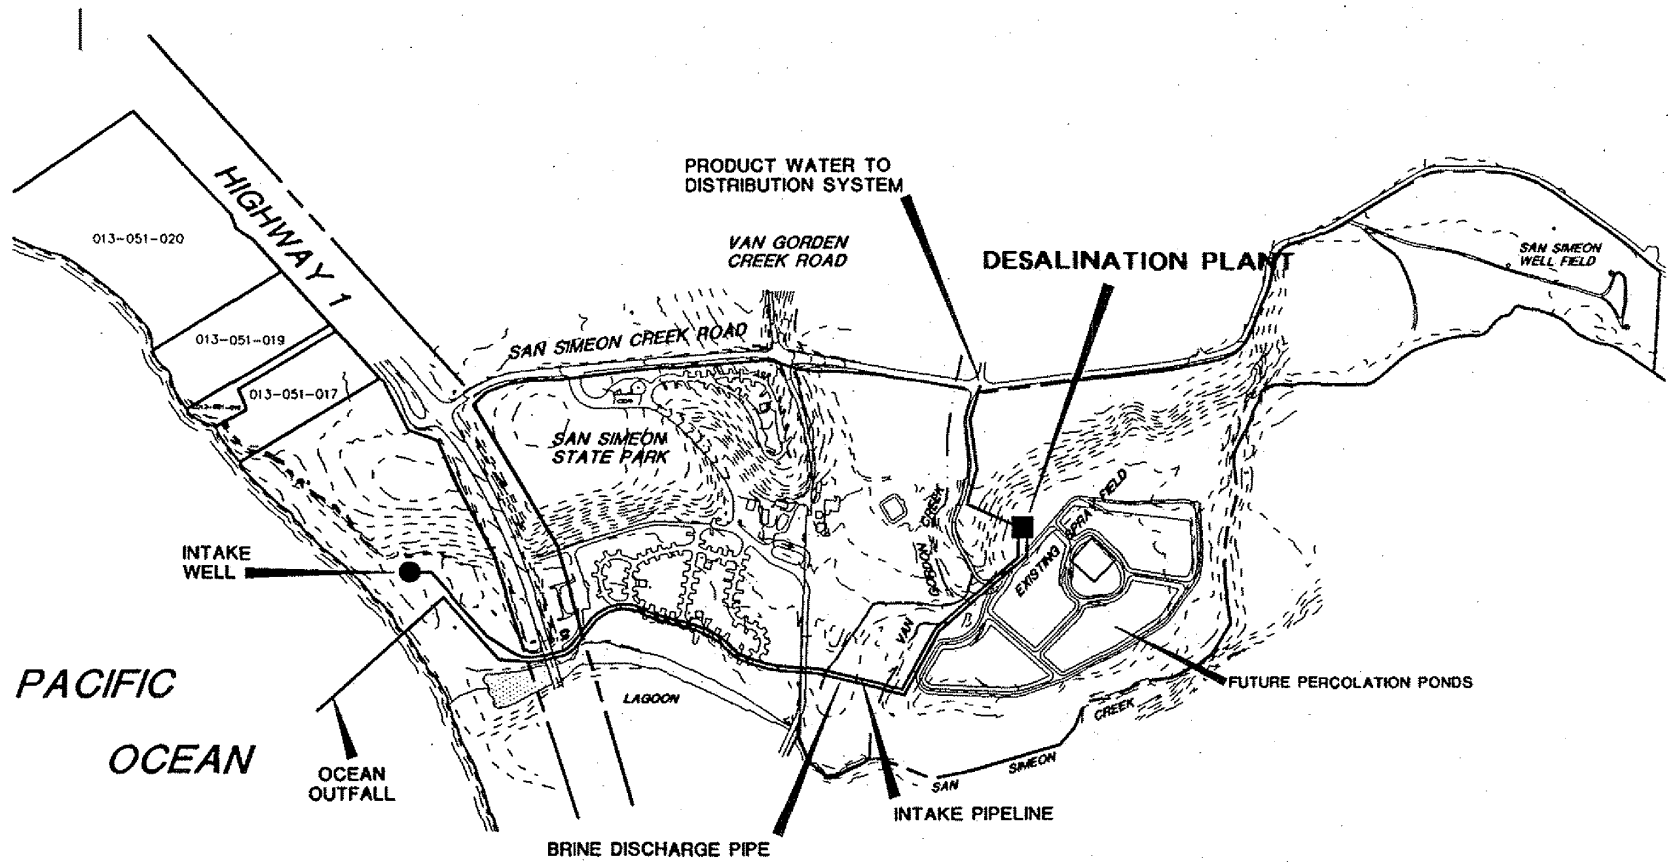 PRODUCT WATER TO
DISTRIBUTION SYSTEM
HIGHWAY 1
013-051-020
VAN GORDEN
CREEK ROAD
DESALINATION PLANT
SAN SIMEON
WELL FIELD
013-051-019
SAN SIMEON CREEK ROAD
013-051-017
SAN SIMEON
STATE PARK
EXISTING SPRAY FIELD
VAN GORDON CREEK
INTAKE
WELL
PACIFIC
OCEAN
LAGOON
FUTURE PERCOLATION PONDS
SAN SIMEON CREEK
OCEAN
OUTFALL
INTAKE PIPELINE
BRINE DISCHARGE PIPE